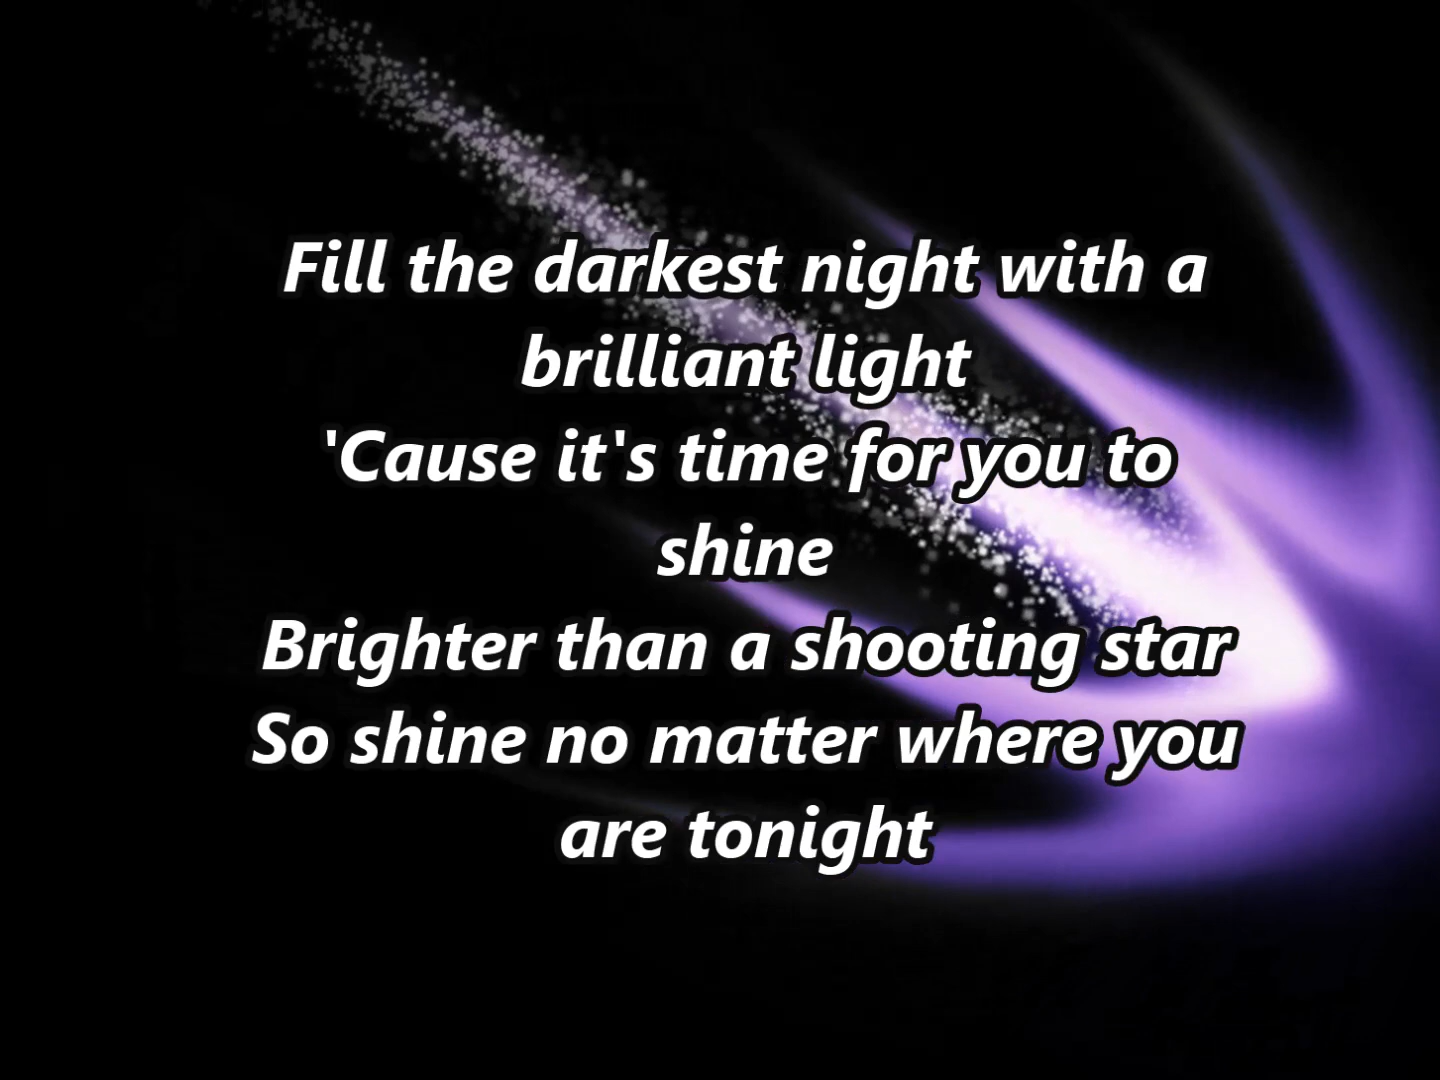 Fill the darkest night with a
brilliant light
'Cause it's time for you to
shine
Brighter than a shooting star
So shine no matter where you
are tonight